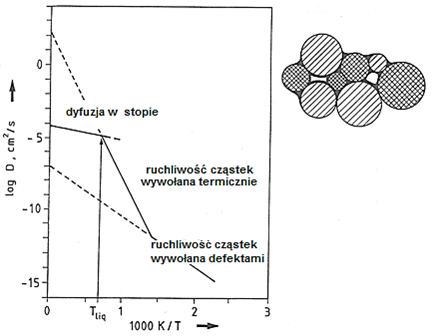 0
dyfuzja w stopie
-5
log D, cm²/s
ruchliwość cząstek
wywołana termicznie
-10
ruchliwość cząstek
wywołana defektami
-15
0 T liq 1 2 3
1000 K/T